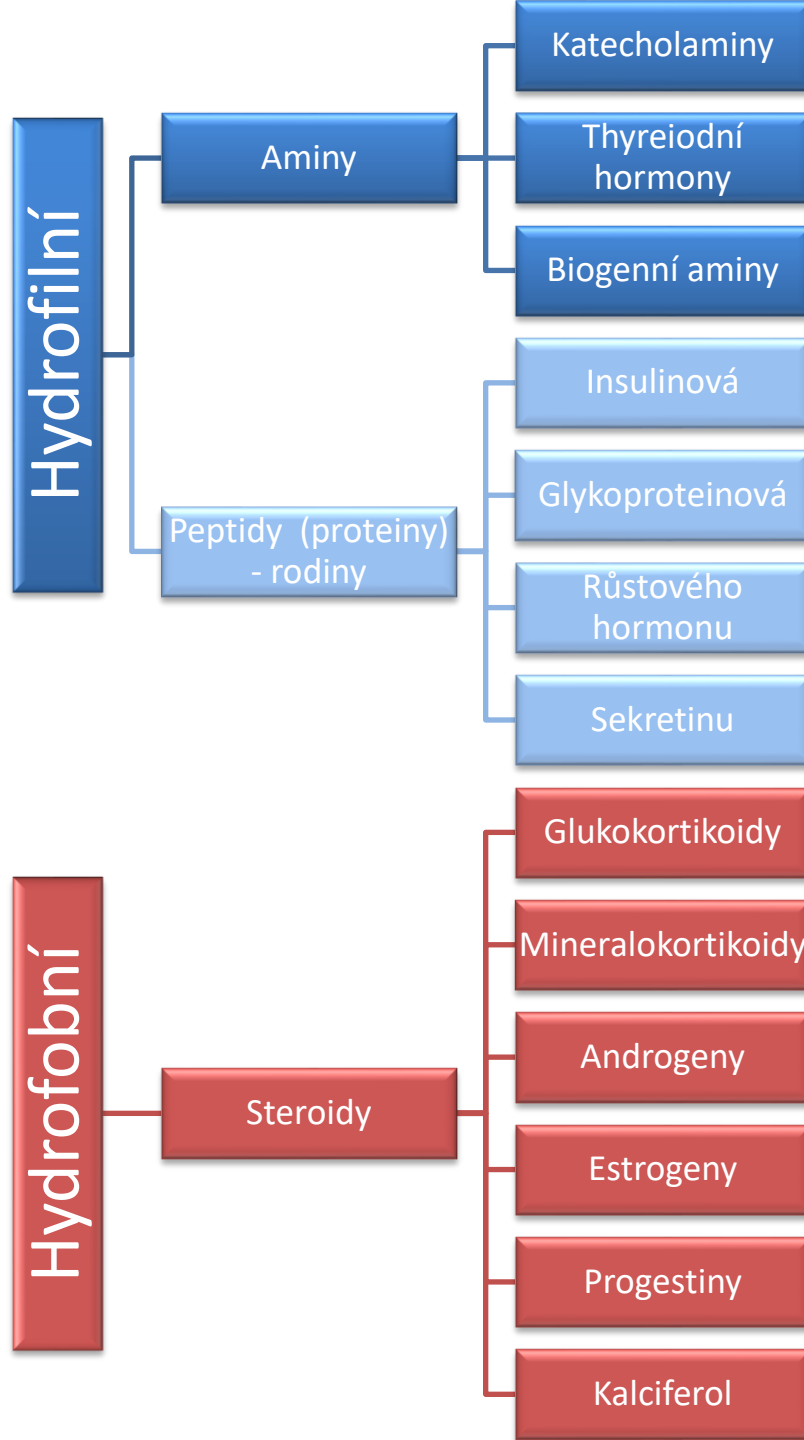 Hydrofilní
Aminy
Katecholaminy
Thyreiodní
hormony
Biogenní aminy
Peptidy (proteiny)
- rodiny
Insulinová
Glykoproteinová
Růstového
hormonu
Sekretinu
Hydrofobní
Steroidy
Glukokortikoidy
Mineralokortikoidy
Androgeny
Estrogeny
Progestiny
Kalciferol